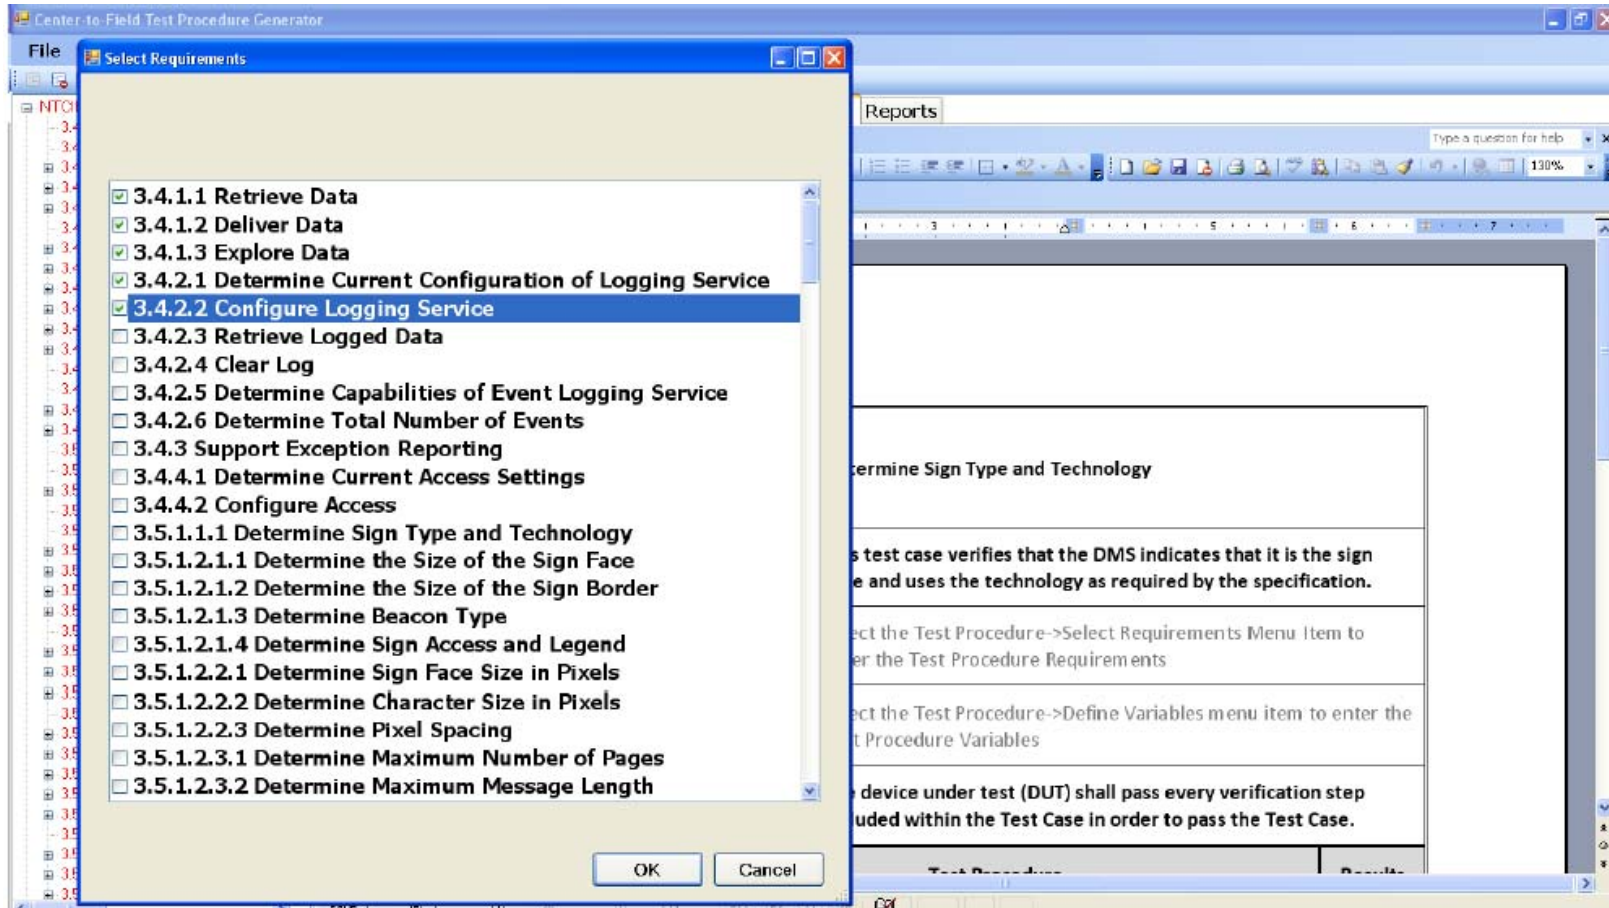 Center-to-Field Test Procedure Generator
File
Select Requirements
Reports
Type a question for help
130%
3 5 6 7
3.4.1.1 Retrieve Data
3.4.1.2 Deliver Data
3.4.1.3 Explore Data
3.4.2.1 Determine Current Configuration of Logging Service
3.4.2.2 Configure Logging Service
3.4.2.3 Retrieve Logged Data
3.4.2.4 Clear Log
3.4.2.5 Determine Capabilities of Event Logging Service
3.4.2.6 Determine Total Number of Events
3.4.3 Support Exception Reporting
3.4.4.1 Determine Current Access Settings
3.4.4.2 Configure Access
3.5.1.1.1 Determine Sign Type and Technology
3.5.1.2.1.1 Determine the Size of the Sign Face
3.5.1.2.1.2 Determine the Size of the Sign Border
3.5.1.2.1.3 Determine Beacon Type
3.5.1.2.1.4 Determine Sign Access and Legend
3.5.1.2.2.1 Determine Sign Face Size in Pixels
3.5.1.2.2.2 Determine Character Size in Pixels
3.5.1.2.2.3 Determine Pixel Spacing
3.5.1.2.3.1 Determine Maximum Number of Pages
3.5.1.2.3.2 Determine Maximum Message Length
OK Cancel
ermine Sign Type and Technology
s test case verifies that the DMS indicates that it is the sign
e and uses the technology as required by the specification.
ect the Test Procedure->Select Requirements Menu Item to
er the Test Procedure Requirements
ect the Test Procedure->Define Variables menu item to enter the
t Procedure Variables
device under test (DUT) shall pass every verification step
luded within the Test Case in order to pass the Test Case.
Test Procedure Results